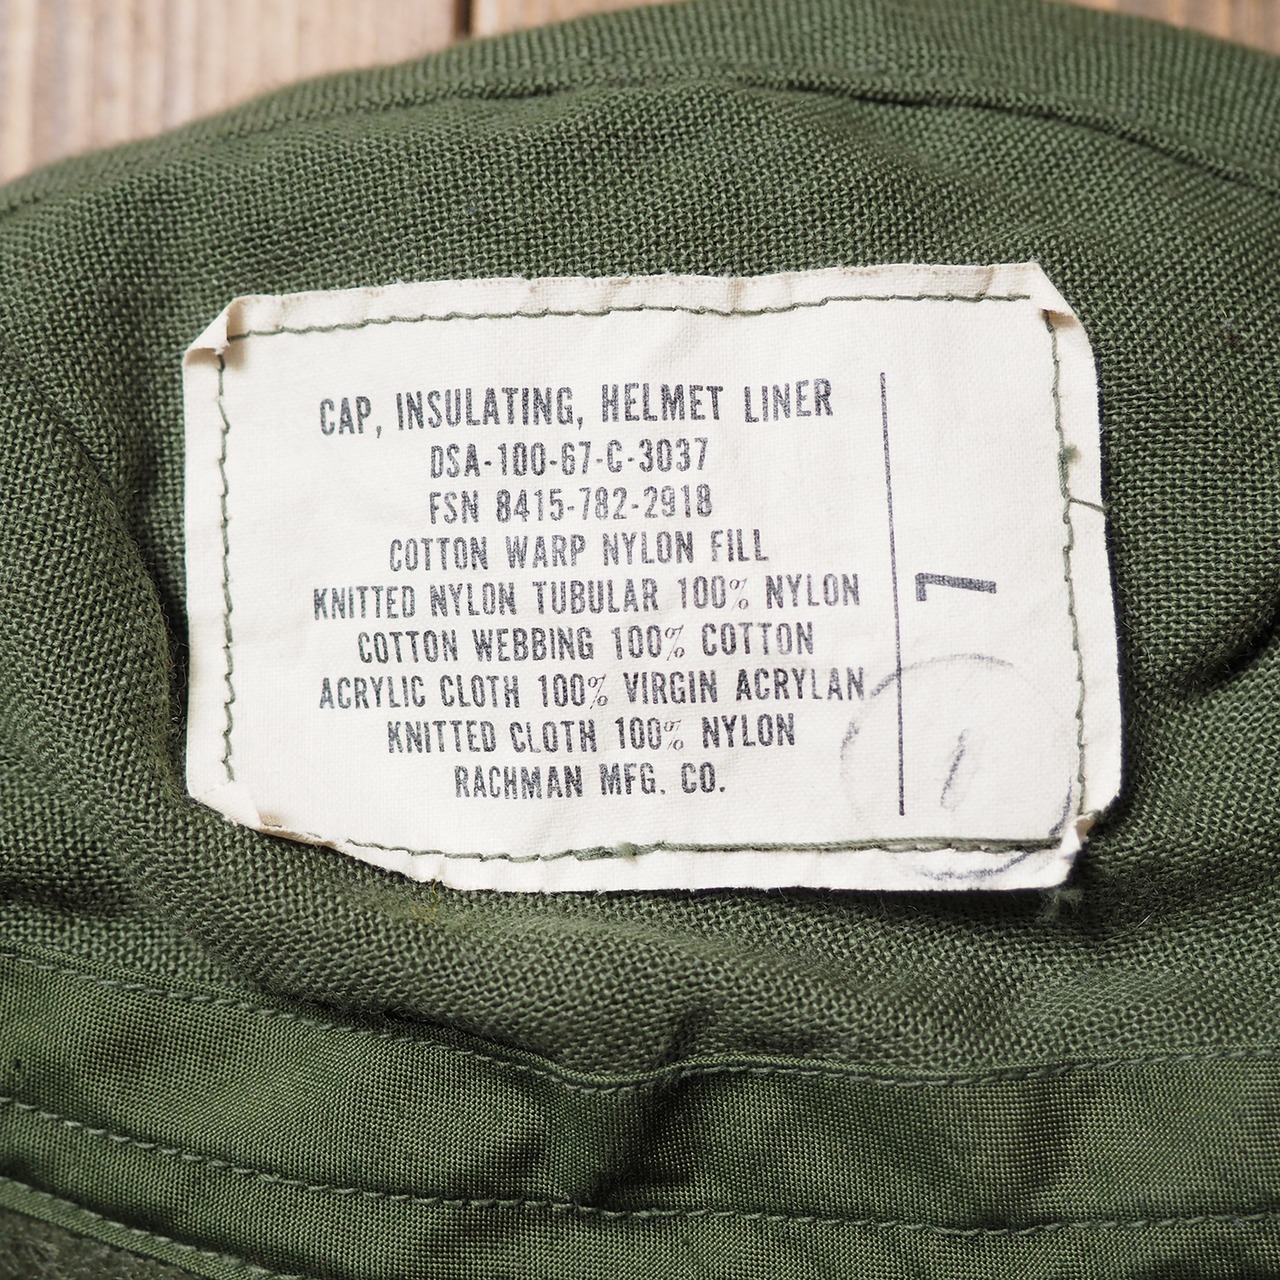 CAP, INSULATING, HELMET LINER
DSA-100-67-C-3037
FSN 8415-782-2918
COTTON WARP NYLON FILL
KNITTED NYLON TUBULAR 100% NYLON
COTTON WEBBING 100% COTTON
ACRYLIC CLOTH 100% VIRGIN ACRYLAN
KNITTED CLOTH 100% NYLON
RACHMAN MFG. CO.
7